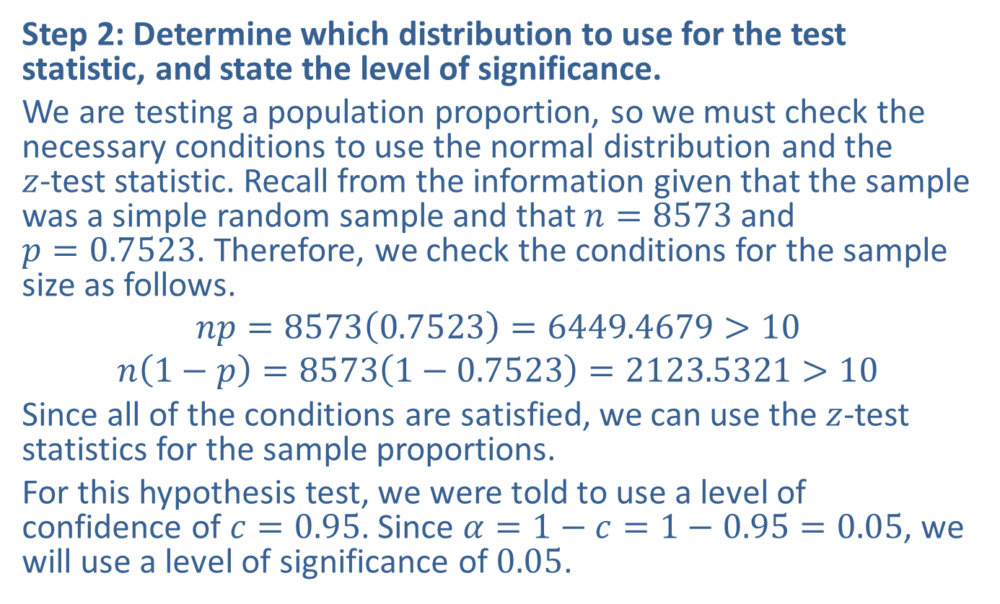 Step 2: Determine which distribution to use for the test
statistic, and state the level of significance.
We are testing a population proportion, so we must check the
necessary conditions to use the normal distribution and the
z-test statistic. Recall from the information given that the sample
was a simple random sample and that n = 8573 and
p = 0.7523. Therefore, we check the conditions for the sample
size as follows.
np = 8573(0.7523) = 6449.4679 > 10
n(1 − p) = 8573(1 − 0.7523) = 2123.5321 > 10
Since all of the conditions are satisfied, we can use the z-test
statistics for the sample proportions.
For this hypothesis test, we were told to use a level of
confidence of c = 0.95. Since α = 1 − c = 1 − 0.95 = 0.05, we
will use a level of significance of 0.05.